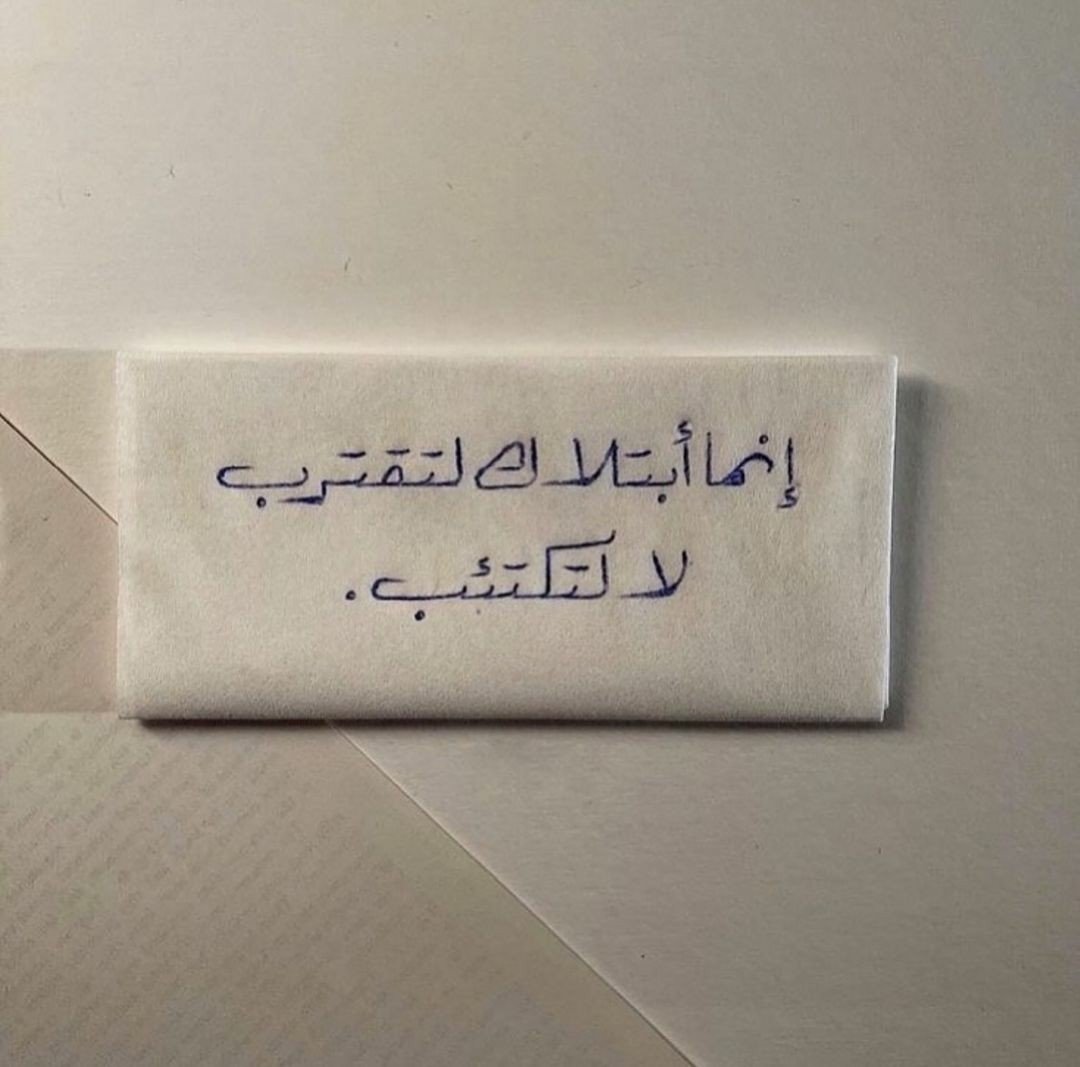 إنما أبتلاك لتقترب
لا لتكتئب.